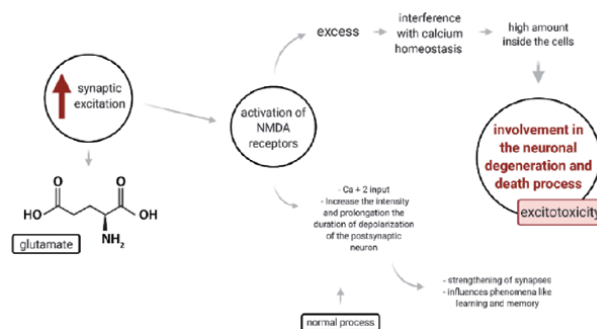 synaptic
excitation
O
O
HO
OH
NH2
glutamate
activation of
NMDA
receptors
excess
interference
with calcium
homeostasis
high amount
inside the cells
involvement in
the neuronal
degeneration and
death process
excitotoxicity
- Ca + 2 input
- Increase the intensity
and prolongation the
duration of depolarization
of the postsynaptic
neuron
- strengthening of synapses
- influences phenomena like
learning and memory
normal process